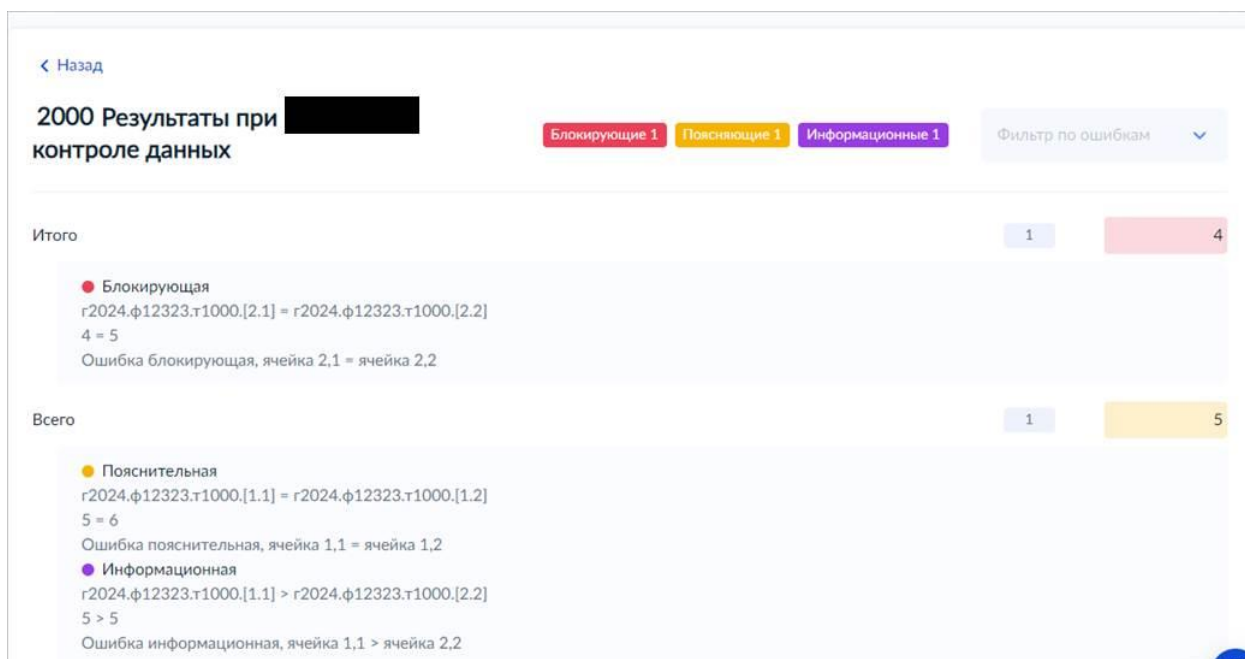 Назад
2000 Результаты при
контроле данных
Блокирующие 1 Поясняющие 1 Информационные 1 Фильтр по ошибкам
Итого 1 4
Блокирующая
г2024.ф12323.т1000.[2.1] = г2024.ф12323.т1000.[2.2]
4 = 5
Ошибка блокирующая, ячейка 2,1 = ячейка 2,2
Всего 1 5
Пояснительная
г2024.ф12323.т1000.[1.1] = г2024.ф12323.т1000.[1.2]
5 = 6
Ошибка пояснительная, ячейка 1,1 = ячейка 1,2
Информационная
г2024.ф12323.т1000.[1.1] > г2024.ф12323.т1000.[2.2]
5 > 5
Ошибка информационная, ячейка 1,1 > ячейка 2,2